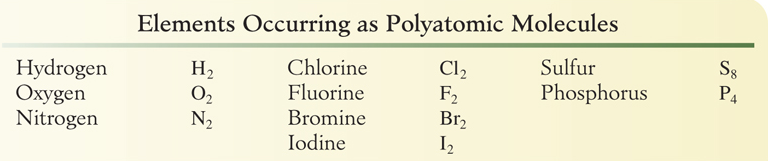 Elements Occurring as Polyatomic Molecules
Hydrogen H₂ Chlorine Cl₂ Sulfur S₈
Oxygen O₂ Fluorine F₂ Phosphorus P₄
Nitrogen N₂ Bromine Br₂
Iodine I₂